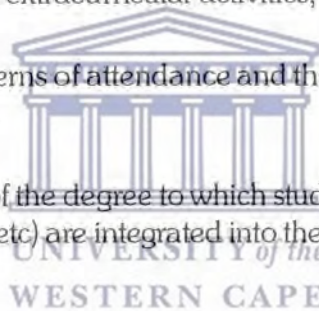 extracurricular activities,
erns of attendance and th
f the degree to which stud
etc) are integrated into the
UNIVERSITY of the
WESTERN CAPE